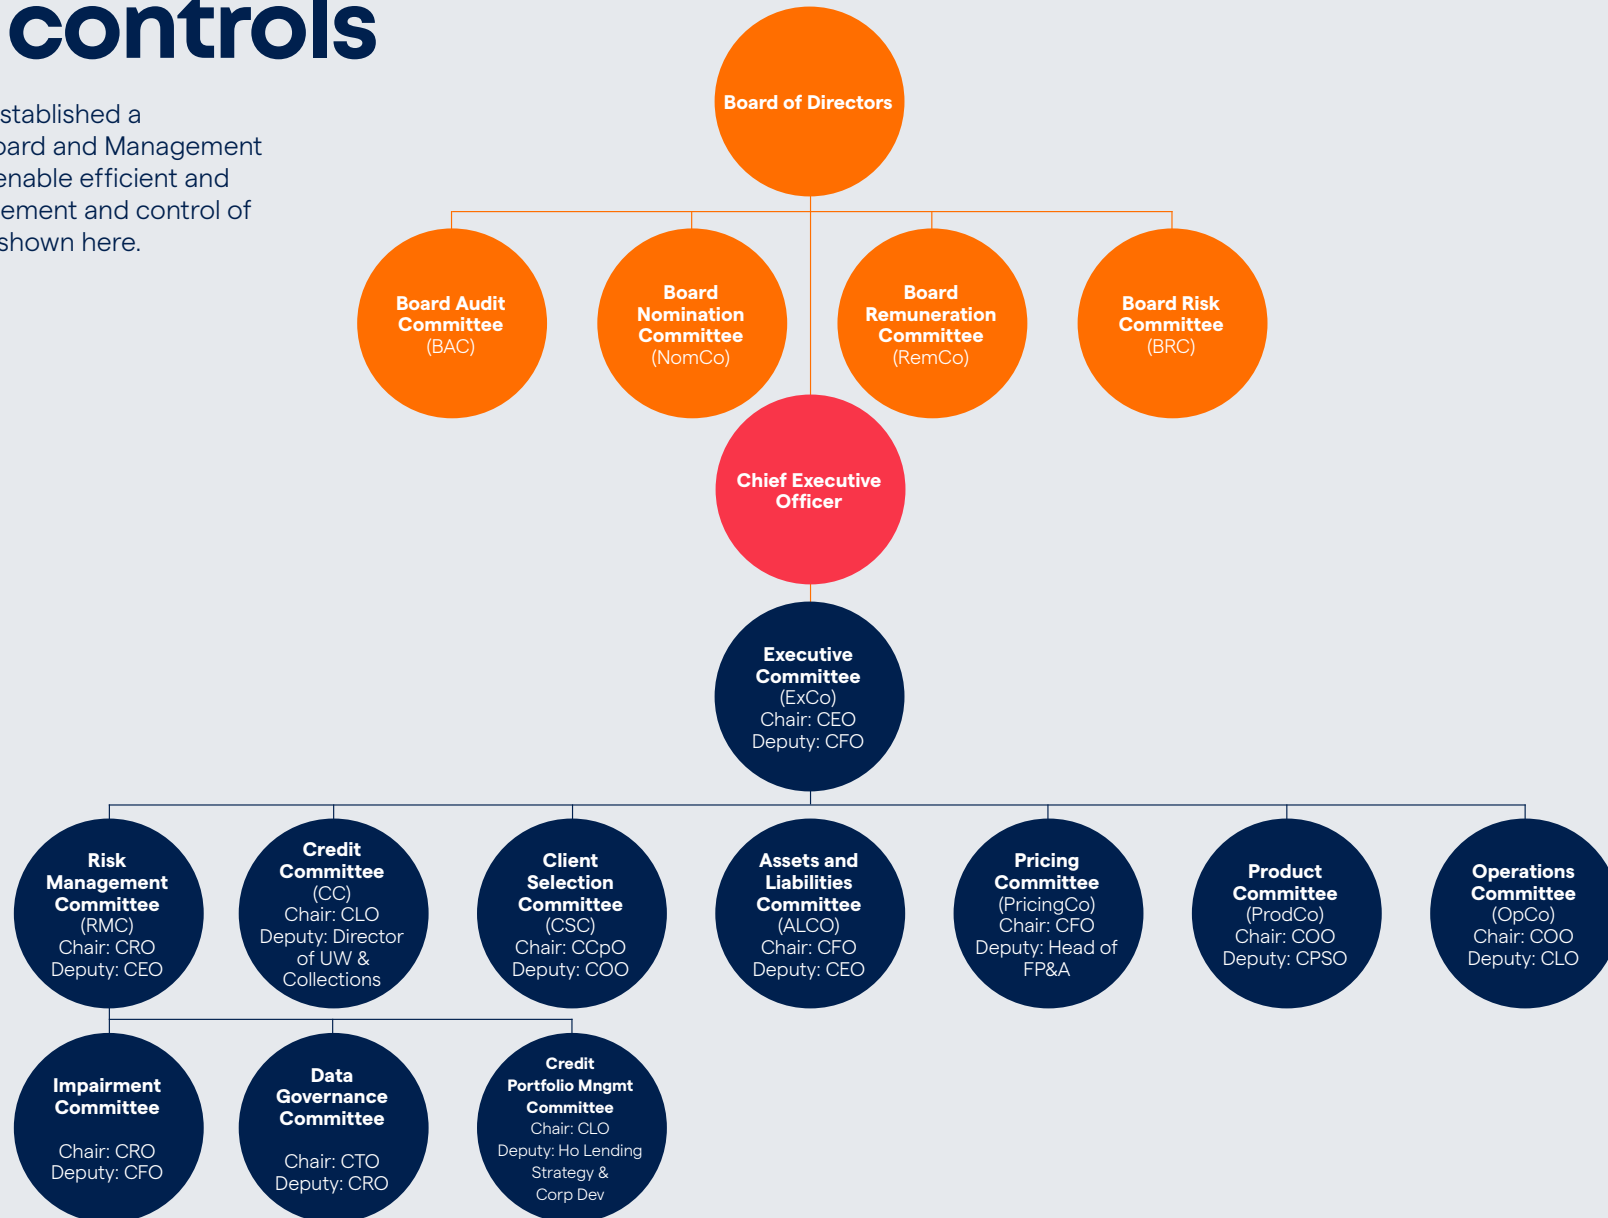 controls
stablished a
oard and Management
enable efficient and
ement and control of
shown here.
Board of Directors
Board Audit
Committee
(BAC)
Board
Nomination
Committee
(NomCo)
Board
Remuneration
Committee
(RemCo)
Board Risk
Committee
(BRC)
Chief Executive
Officer
Executive
Committee
(ExCo)
Chair: CEO
Deputy: CFO
Risk
Management
Committee
(RMC)
Chair: CRO
Deputy: CEO
Credit
Committee
(CC)
Chair: CLO
Deputy: Director
of UW &
Collections
Client
Selection
Committee
(CSC)
Chair: CCpO
Deputy: COO
Assets and
Liabilities
Committee
(ALCO)
Chair: CFO
Deputy: CEO
Pricing
Committee
(PricingCo)
Chair: CFO
Deputy: Head of
FP&A
Product
Committee
(ProdCo)
Chair: COO
Deputy: CPSO
Operations
Committee
(OpCo)
Chair: COO
Deputy: CLO
Impairment
Committee
Chair: CRO
Deputy: CFO
Data
Governance
Committee
Chair: CTO
Deputy: CRO
Credit
Portfolio Mngmt
Committee
Chair: CLO
Deputy: Ho Lending
Strategy &
Corp Dev